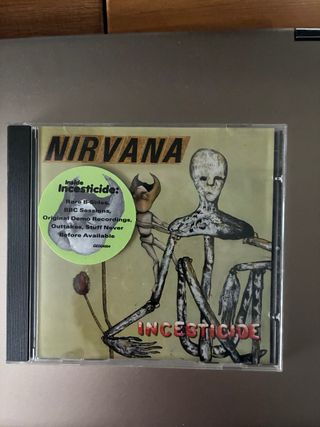 NIRVANA
Inside
Incesticide:
Rare B-Sides,
BBC Sessions,
Original Demo Recordings,
Outtakes, Stuff Never
Before Available
INCESTICIDE